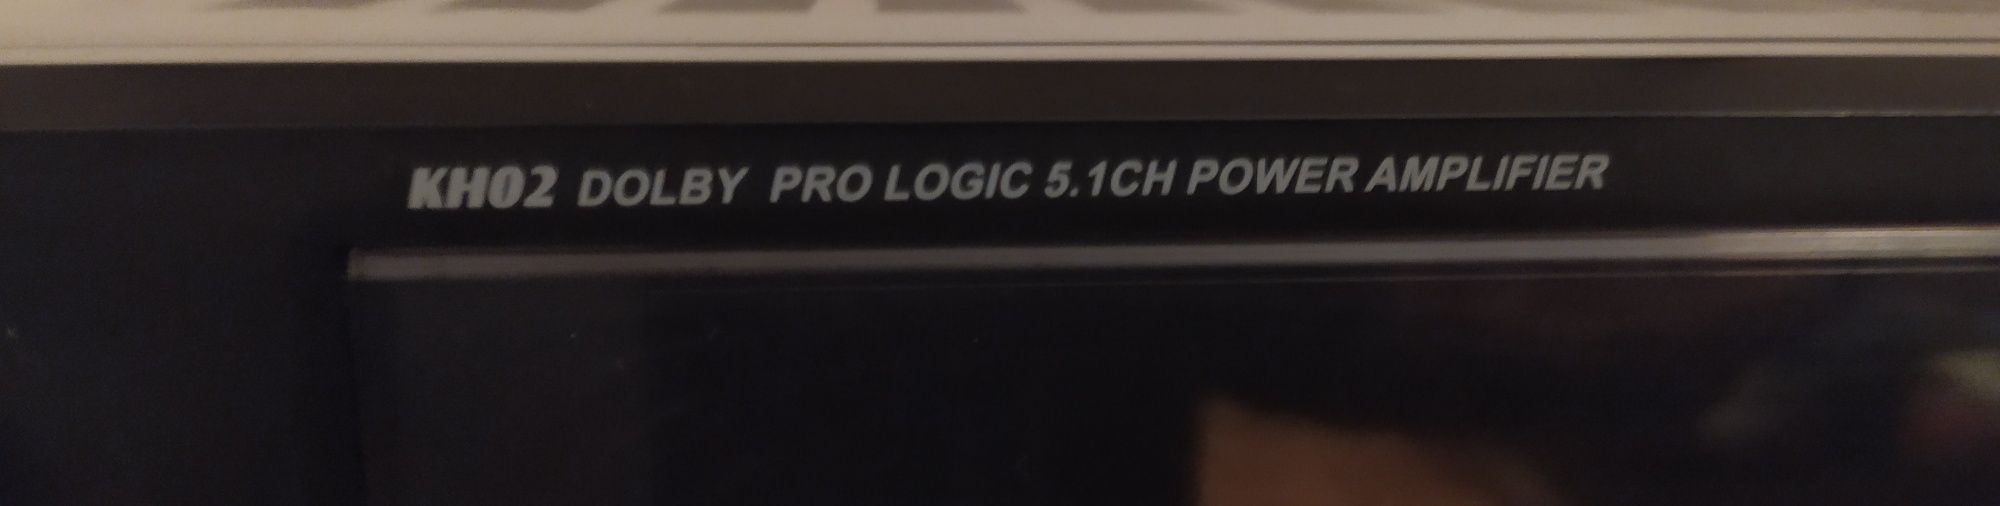 KH02 DOLBY PRO LOGIC 5.1CH POWER AMPLIFIER